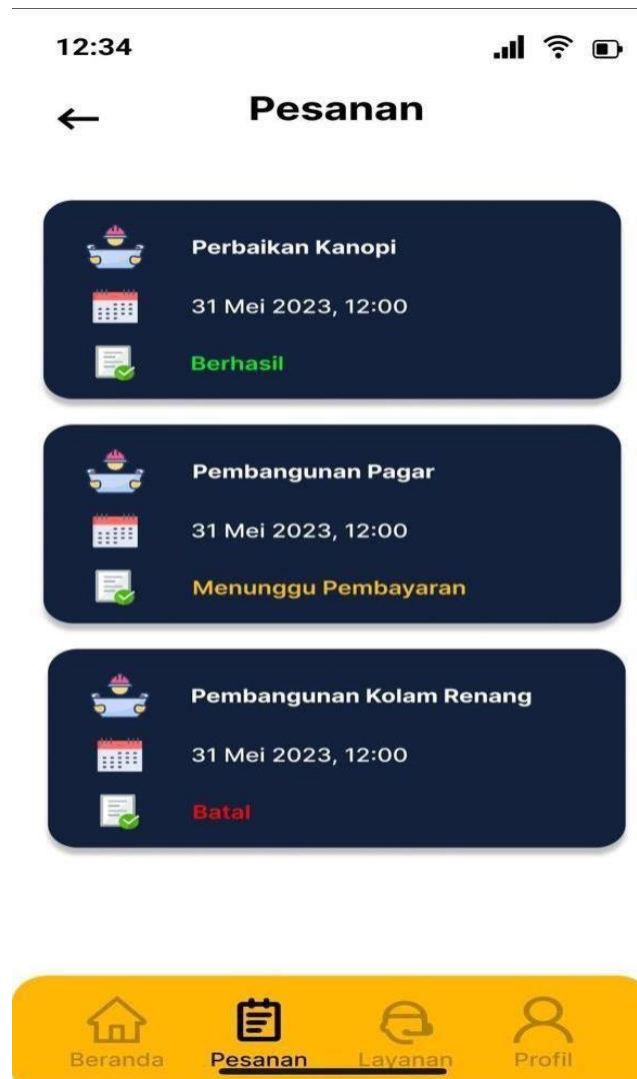 12:34
Pesanan
Perbaikan Kanopi
31 Mei 2023, 12:00
Berhasil
Pembangunan Pagar
31 Mei 2023, 12:00
Menunggu Pembayaran
Pembangunan Kolam Renang
31 Mei 2023, 12:00
Batal
Beranda Pesanan Layanan Profil